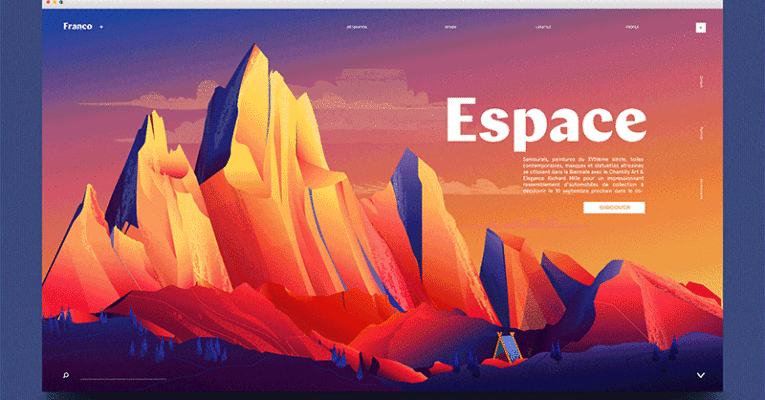 Franco
Espace
Samouraïs, peintures du XVIIIème siècle, toiles
contemporaines, masques et statuettes africaines
se côtoient dans la Biennale avec le Chantilly Art &
Elegance Richard Mille pour un impressionnant
rassemblement d'automobiles de collection à
découvrir le 10 septembre prochain dans le do-
DISCOVER